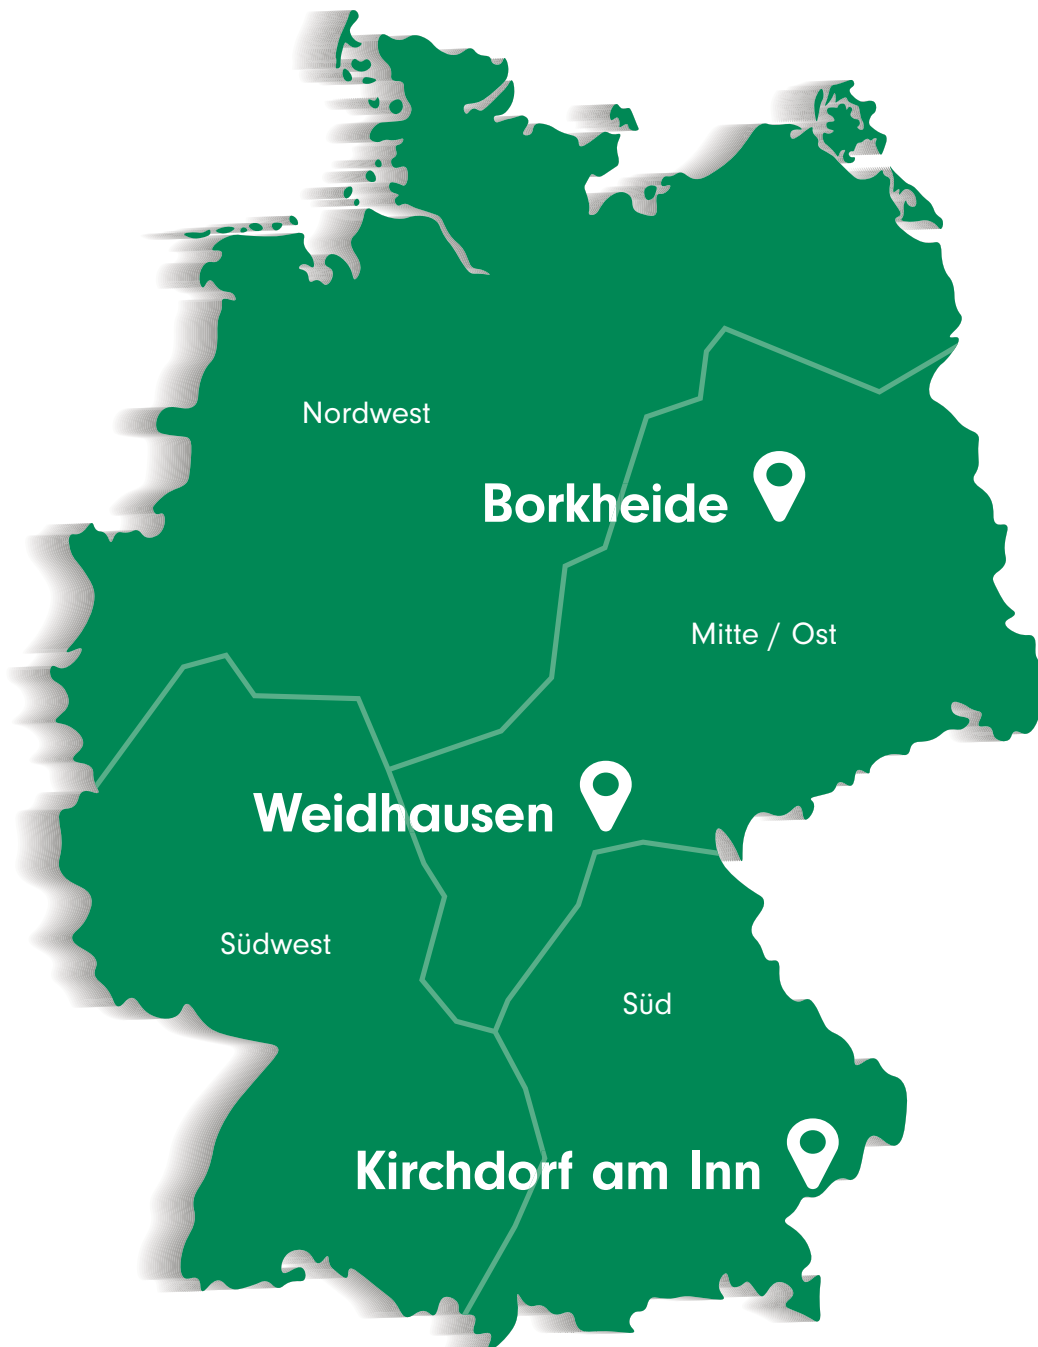 Nordwest
Borkheide
Mitte / Ost
Weidhausen
Südwest
Süd
Kirchdorf am Inn